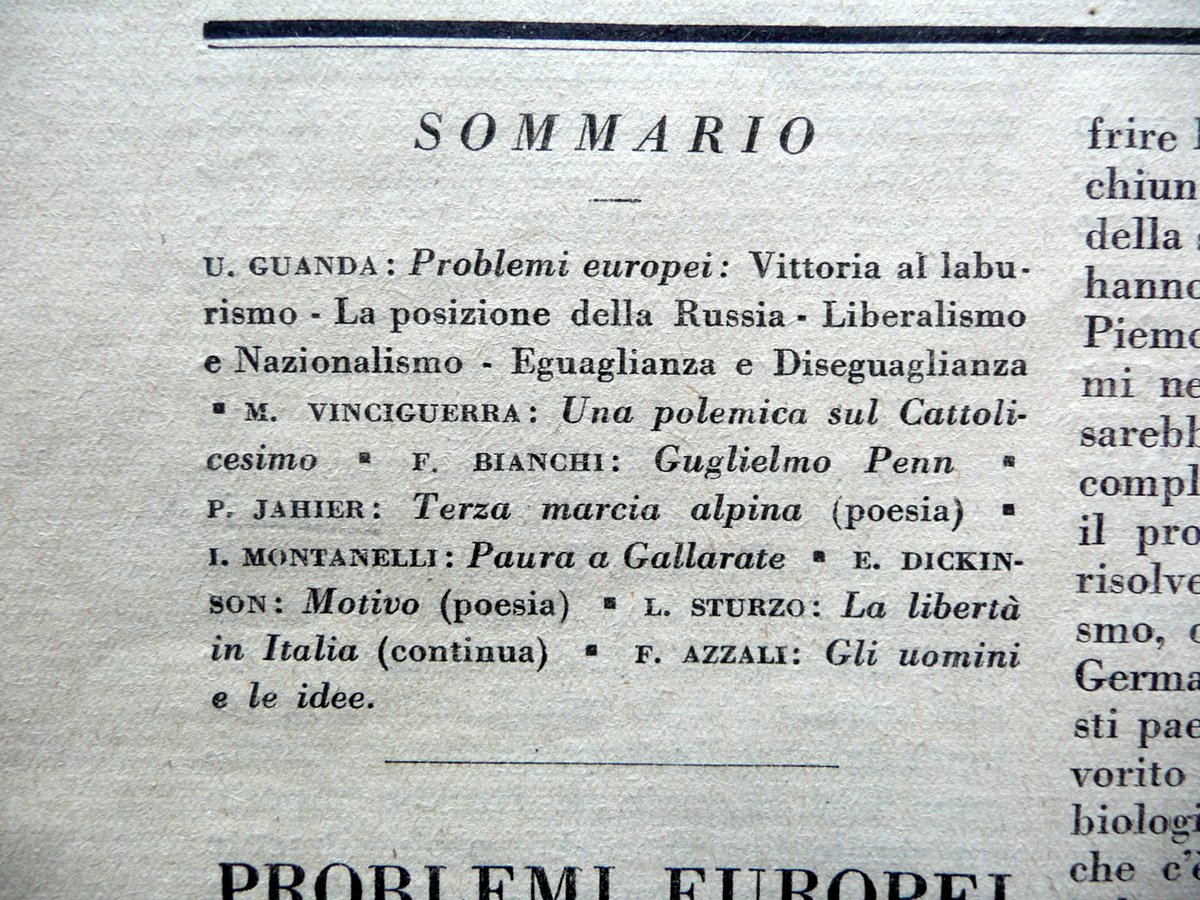 SOMMARIO
U. GUANDA: Problemi europei: Vittoria al labu-
rismo - La posizione della Russia - Liberalismo
e Nazionalismo - Eguaglianza e Diseguaglianza
▪ M. VINCIGUERRA: Una polemica sul Cattoli-
cesimo ▪ F. BIANCHI: Guglielmo Penn ▪
P. JAHIER: Terza marcia alpina (poesia) ▪
I. MONTANELLI: Paura a Gallarate ▪ E. DICKIN-
SON: Motivo (poesia) ▪ L. STURZO: La libertà
in Italia (continua) ▪ F. AZZALI: Gli uomini
e le idee.
PROBLEMI EUROPEI
frire
chiun
della
hanno
Piemo
mi ne
sarebb
compl
il pro
risolve
smo,
Germa
sti pae
vorito
biologi
che c'è